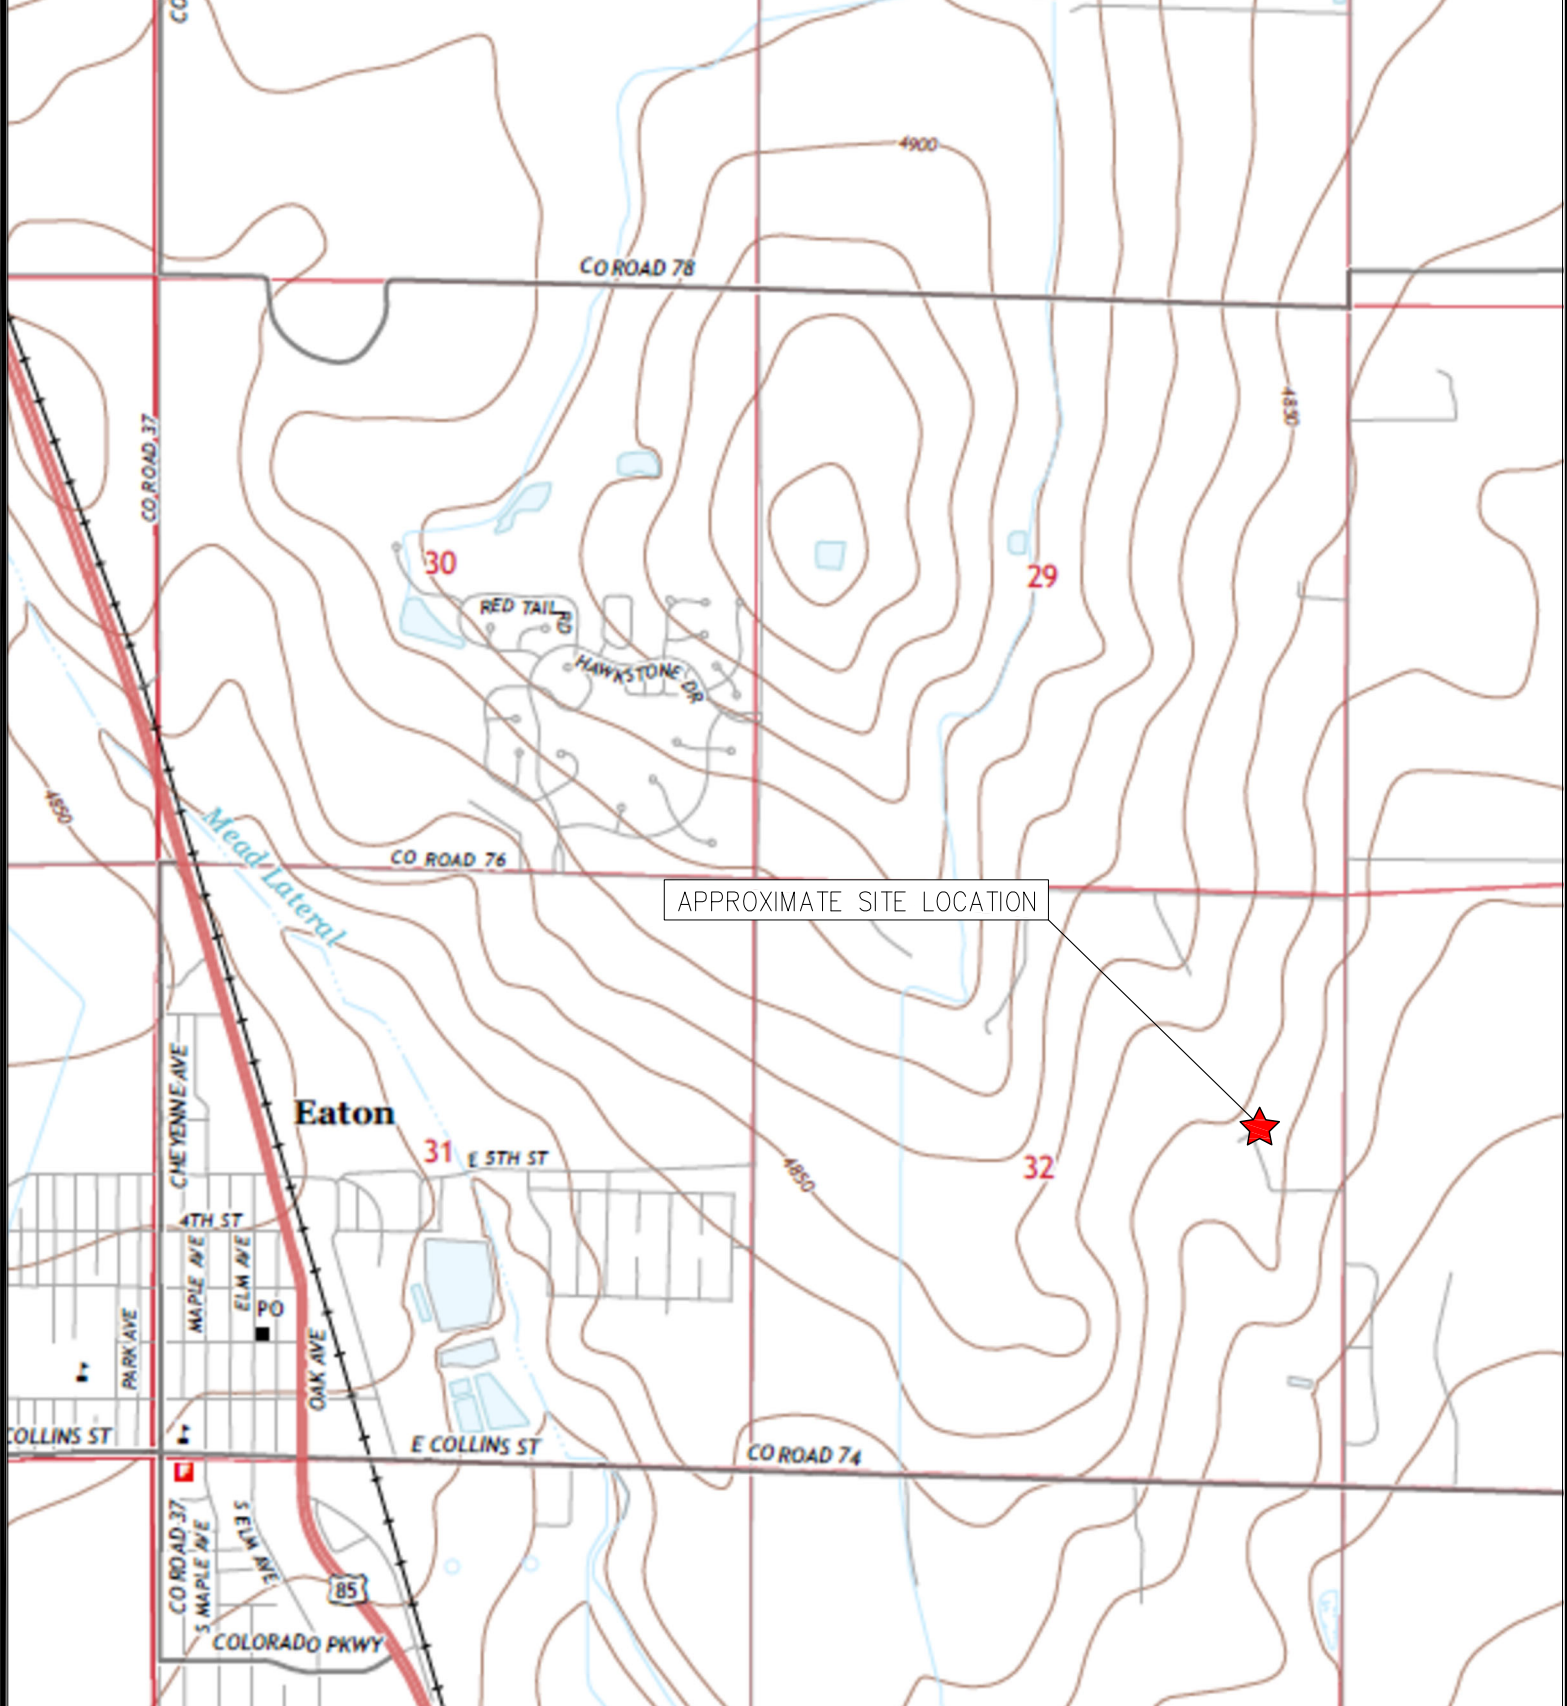 CO
4900
CO ROAD 78
4850
CO ROAD 37
30
29
RED TAIL RD
HAWKSTONE DR
4850
Mead Lateral
CO ROAD 76
APPROXIMATE SITE LOCATION
CHEYENNE AVE
Eaton
31
E 5TH ST
4850
32
4TH ST
MAPLE AVE
ELM AVE
PO
PARK AVE
OAK AVE
COLLINS ST
E COLLINS ST
CO ROAD 74
CO ROAD 37
S MAPLE AVE
S ELM AVE
85
COLORADO PKWY